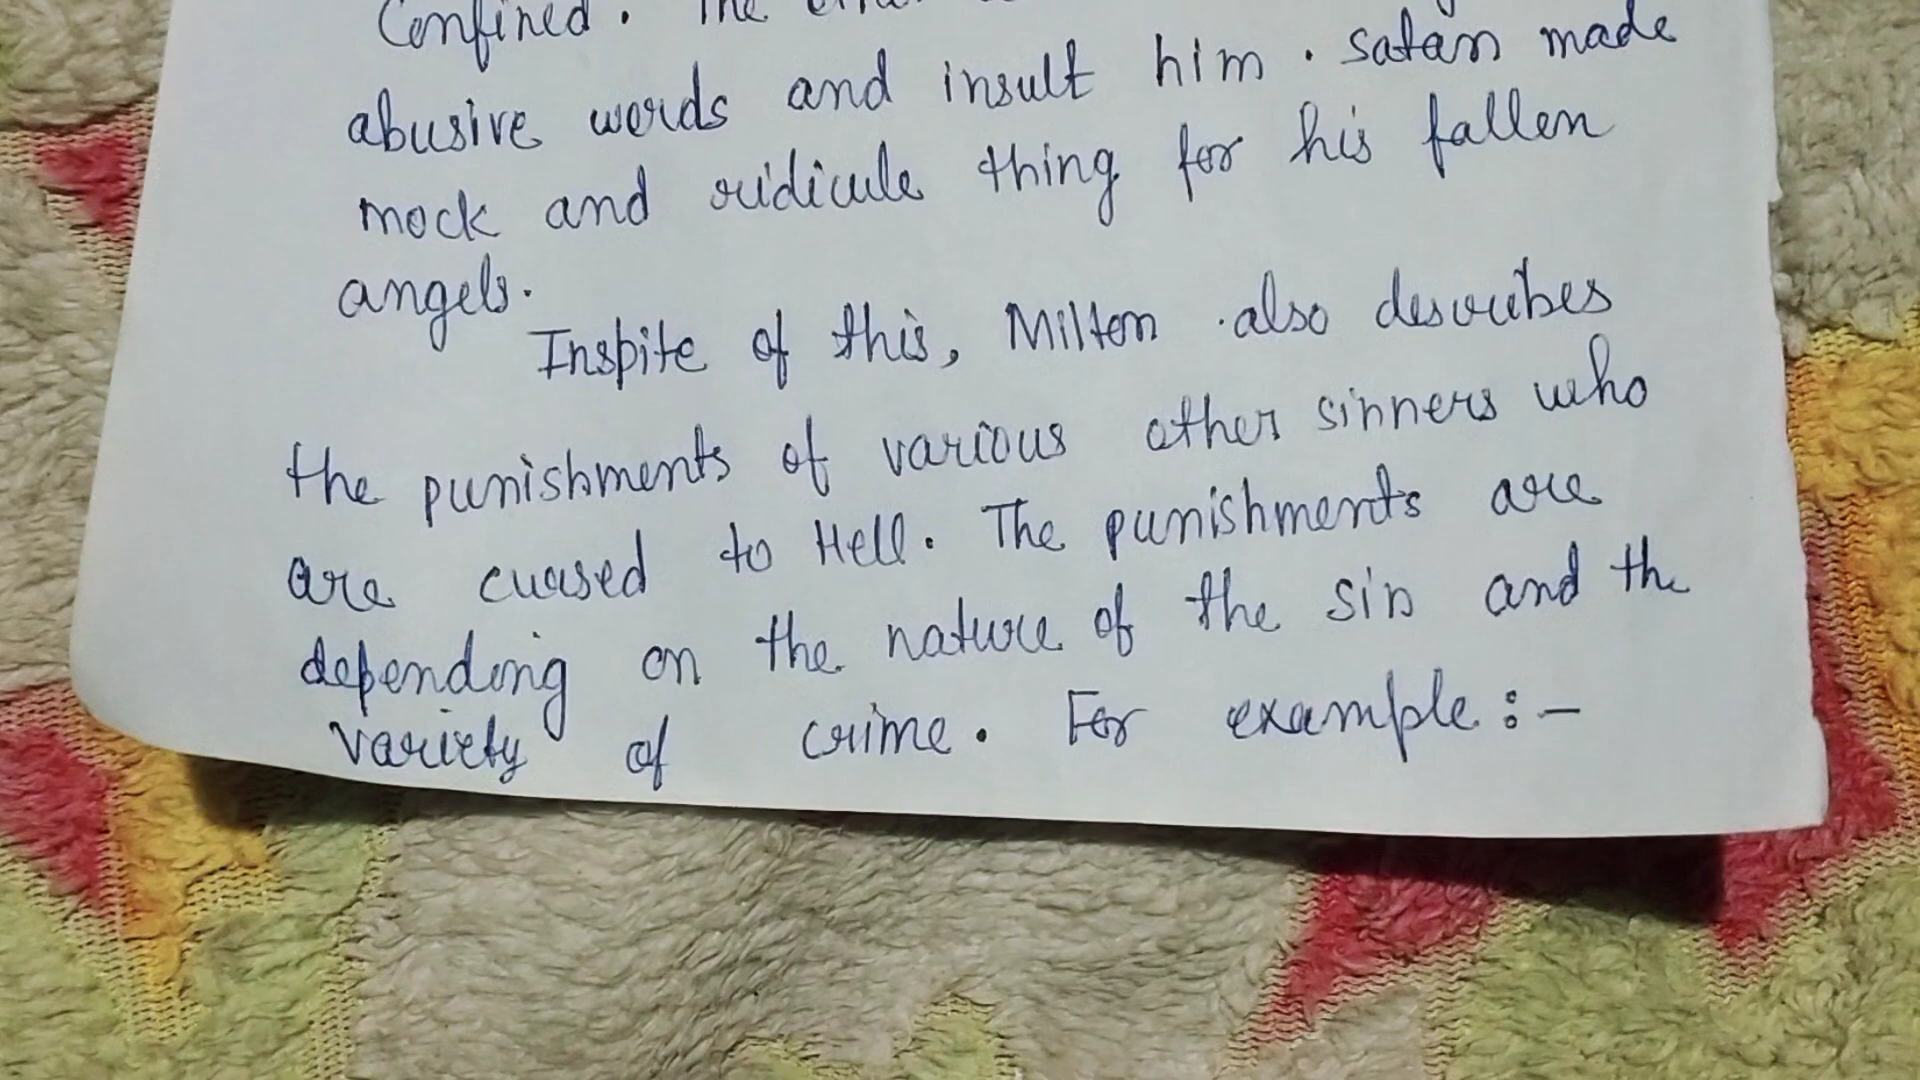 Confined. The
abusive words and insult him. Satan made
mock and ridicule thing for his fallen
angels.
Inspite of this, Milton also describes
the punishments of various other sinners who
are cursed to Hell. The punishments are
depending on the nature of the sin and the
variety of crime. For example :-